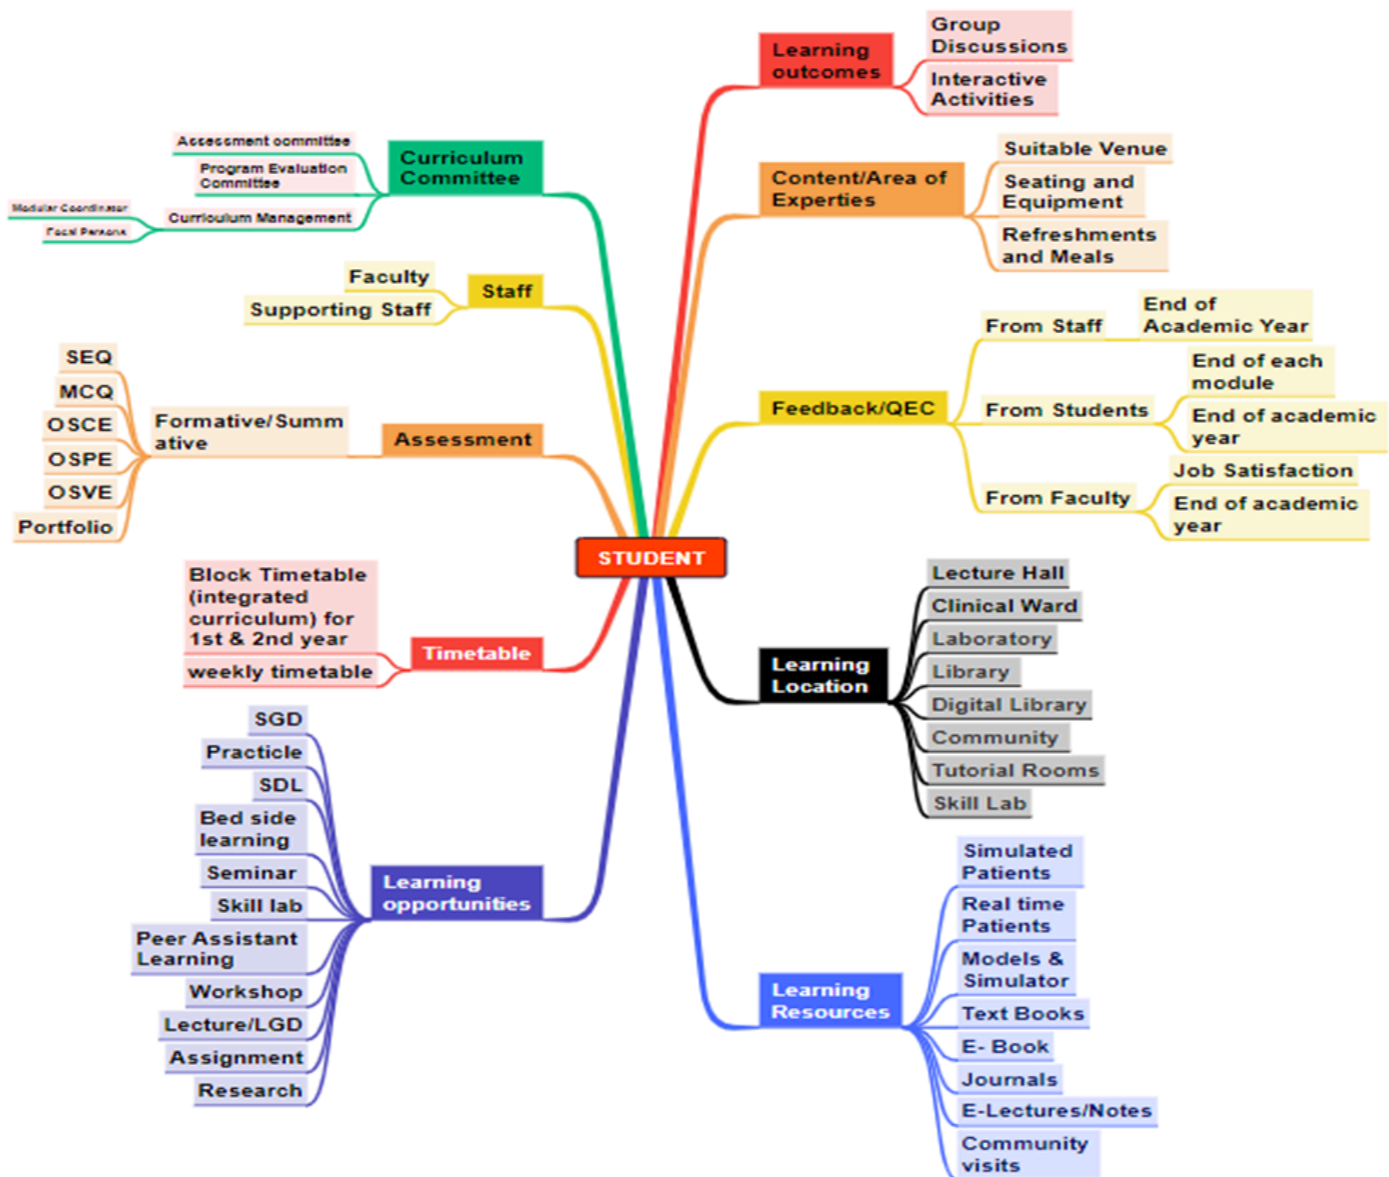 STUDENT
Learning
outcomes
Group
Discussions
Interactive
Activities
Content/Area of
Experties
Suitable Venue
Seating and
Equipment
Refreshments
and Meals
Feedback/QEC
From Staff
End of
Academic Year
From Students
End of each
module
End of academic
year
From Faculty
Job Satisfaction
End of academic
year
Learning
Location
Lecture Hall
Clinical Ward
Laboratory
Library
Digital Library
Community
Tutorial Rooms
Skill Lab
Learning
Resources
Simulated
Patients
Real time
Patients
Models &
Simulator
Text Books
E- Book
Journals
E-Lectures/Notes
Community
visits
Curriculum
Committee
Assessment committee
Program Evaluation
Committee
Curriculum Management
Modular Coordinator
Focal Persons
Staff
Faculty
Supporting Staff
Assessment
Formative/Summ
ative
SEQ
MCQ
OSCE
OSPE
OSVE
Portfolio
Timetable
Block Timetable
(integrated
curriculum) for
1st & 2nd year
weekly timetable
Learning
opportunities
SGD
Practicle
SDL
Bed side
learning
Seminar
Skill lab
Peer Assistant
Learning
Workshop
Lecture/LGD
Assignment
Research